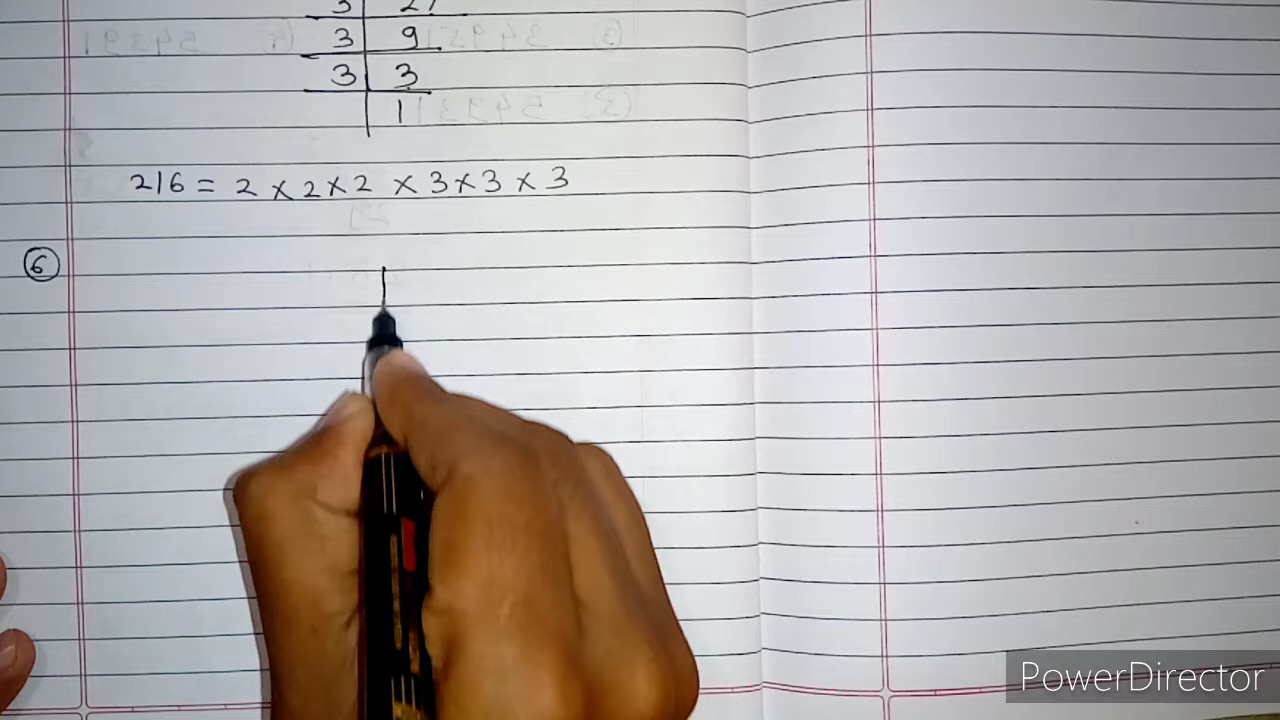 3 27
3 9
3 3
1
216 = 2 × 2 × 2 × 3 × 3 × 3
6
PowerDirector